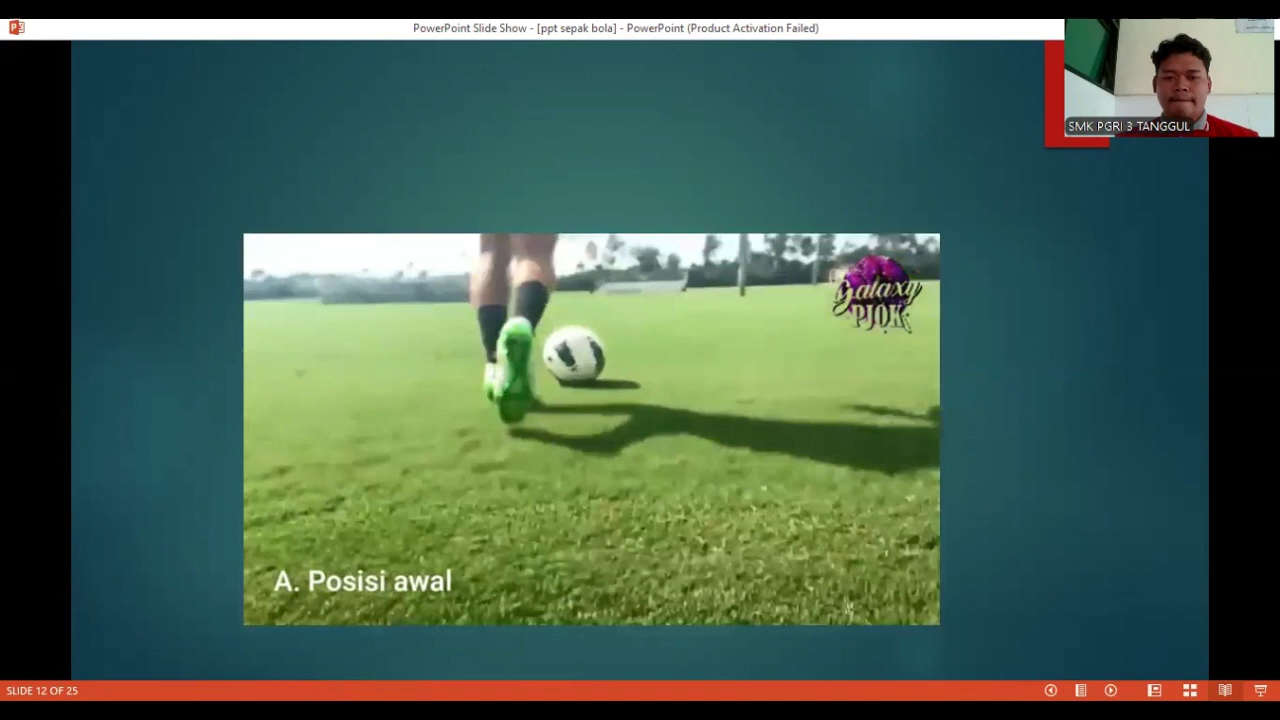 PowerPoint Slide Show - [ppt sepak bola] - PowerPoint (Product Activation Failed)
SMK PGRI 3 TANGGUL
Galaxy
PJOK
A. Posisi awal
SLIDE 12 OF 25